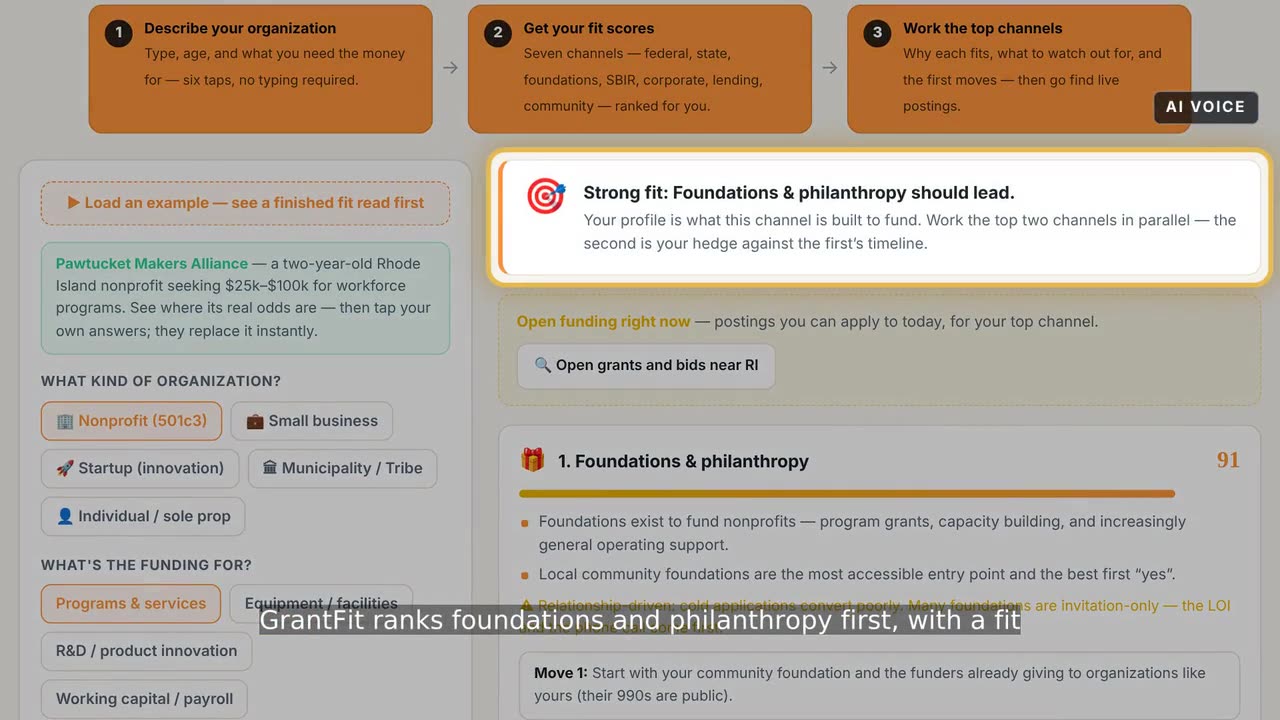 1 Describe your organization
Type, age, and what you need the money
for — six taps, no typing required.
→
2 Get your fit scores
Seven channels — federal, state,
foundations, SBIR, corporate, lending,
community — ranked for you.
→
3 Work the top channels
Why each fits, what to watch out for, and
the first moves — then go find live
postings.
AI VOICE
▶ Load an example — see a finished fit read first
Pawtucket Makers Alliance — a two-year-old Rhode
Island nonprofit seeking $25k–$100k for workforce
programs. See where its real odds are — then tap your
own answers; they replace it instantly.
WHAT KIND OF ORGANIZATION?
Nonprofit (501c3)
Small business
Startup (innovation)
Municipality / Tribe
Individual / sole prop
WHAT'S THE FUNDING FOR?
Programs & services
Equipment / facilities
R&D / product innovation
Working capital / payroll
Strong fit: Foundations & philanthropy should lead.
Your profile is what this channel is built to fund. Work the top two channels in parallel — the
second is your hedge against the first's timeline.
Open funding right now — postings you can apply to today, for your top channel.
Open grants and bids near RI
1. Foundations & philanthropy
91
Foundations exist to fund nonprofits — program grants, capacity building, and increasingly
general operating support.
Local community foundations are the most accessible entry point and the best first “yes”.
⚠ Relationship-driven; cold applications convert poorly. Many foundations are invitation-only — the LOI
Move 1: Start with your community foundation and the funders already giving to organizations like
yours (their 990s are public).
GrantFit ranks foundations and philanthropy first, with a fit